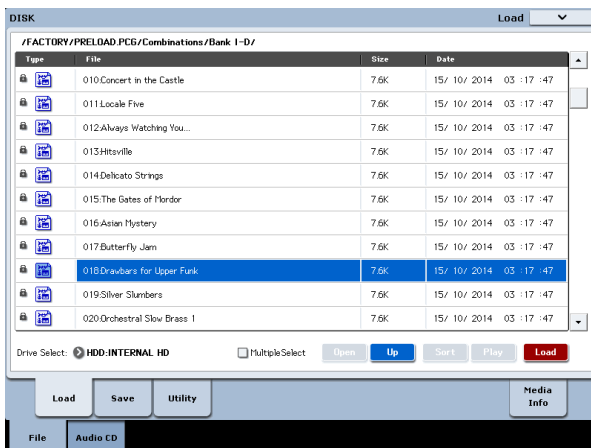 DISK Load
/FACTORY/PRELOAD.PCG/Combinations/Bank I-D/
Type File Size Date
010:Concert in the Castle 7.6K 15/ 10/ 2014 03 :17 :47
011:Locale Five 7.6K 15/ 10/ 2014 03 :17 :47
012:Always Watching You... 7.6K 15/ 10/ 2014 03 :17 :47
013:Hitsville 7.6K 15/ 10/ 2014 03 :17 :47
014:Delicato Strings 7.6K 15/ 10/ 2014 03 :17 :47
015:The Gates of Mordor 7.6K 15/ 10/ 2014 03 :17 :47
016:Asian Mystery 7.6K 15/ 10/ 2014 03 :17 :47
017:Butterfly Jam 7.6K 15/ 10/ 2014 03 :17 :47
018:Drawbars for Upper Funk 7.6K 15/ 10/ 2014 03 :17 :47
019:Silver Slumbers 7.6K 15/ 10/ 2014 03 :17 :47
020:Orchestral Slow Brass 1 7.6K 15/ 10/ 2014 03 :17 :47
Drive Select: HDD:INTERNAL HD Multiple Select Open Up Sort Play Load
Load Save Utility Media
Info
File Audio CD